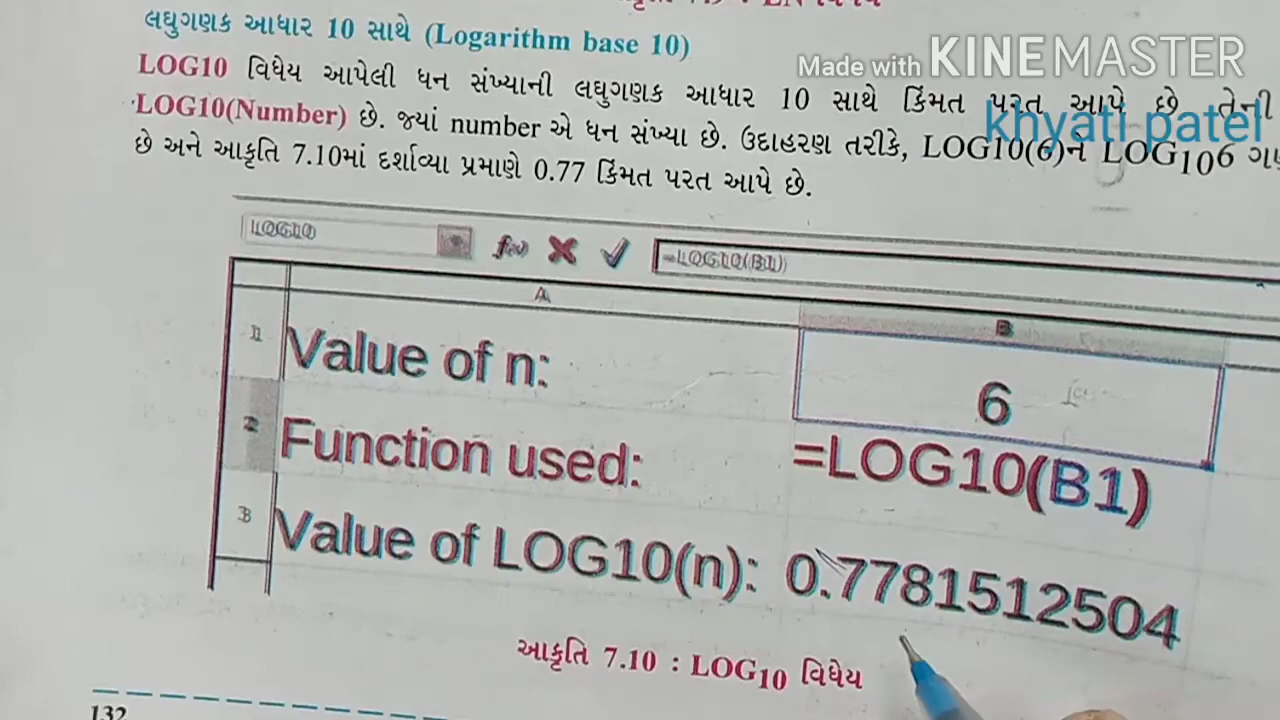 લઘુગણક આધાર 10 સાથે (Logarithm base 10)
Made with KINEMASTER
LOG10 વિધેય આપેલી ધન સંખ્યાની લઘુગણક આધાર 10 સાથે કિંમત પરત આપે છે તેની
khyati patel
LOG10(Number) છે. જ્યાં number એ ધન સંખ્યા છે. ઉદાહરણ તરીકે, LOG10(6)ને LOG106
છે અને આકૃતિ 7.10માં દર્શાવ્યા પ્રમાણે 0.77 કિંમત પરત આપે છે.
LOG10 f(x) =LOG10(B1)
A B
1 Value of n: 6
2 Function used: =LOG10(B1)
3 Value of LOG10(n): 0.7781512504
આકૃતિ 7.10 : LOG10 વિધેય
132